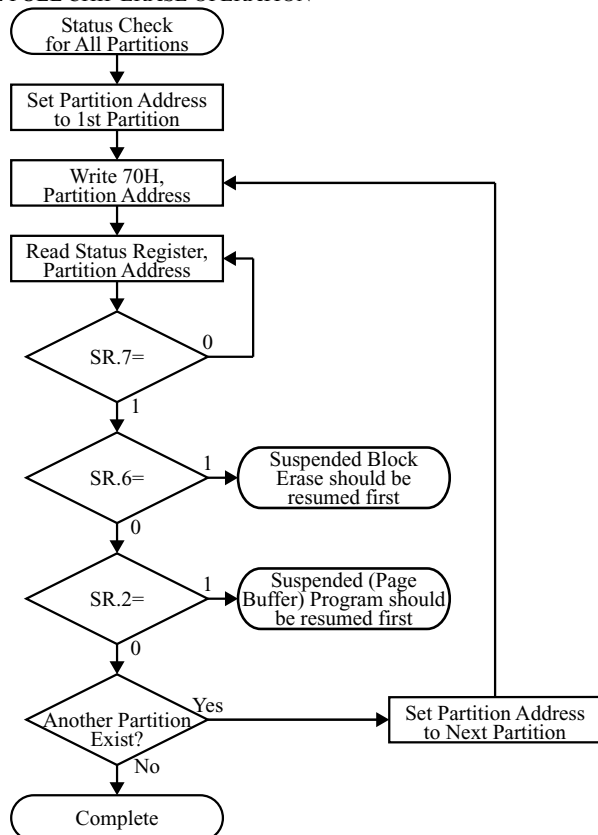 Status Check
for All Partitions
Set Partition Address
to 1st Partition
Write 70H,
Partition Address
Read Status Register,
Partition Address
SR.7=
0
1
SR.6=
1
Suspended Block
Erase should be
resumed first
0
SR.2=
1
Suspended (Page
Buffer) Program should
be resumed first
0
Another Partition
Exist?
Yes
Set Partition Address
to Next Partition
No
Complete